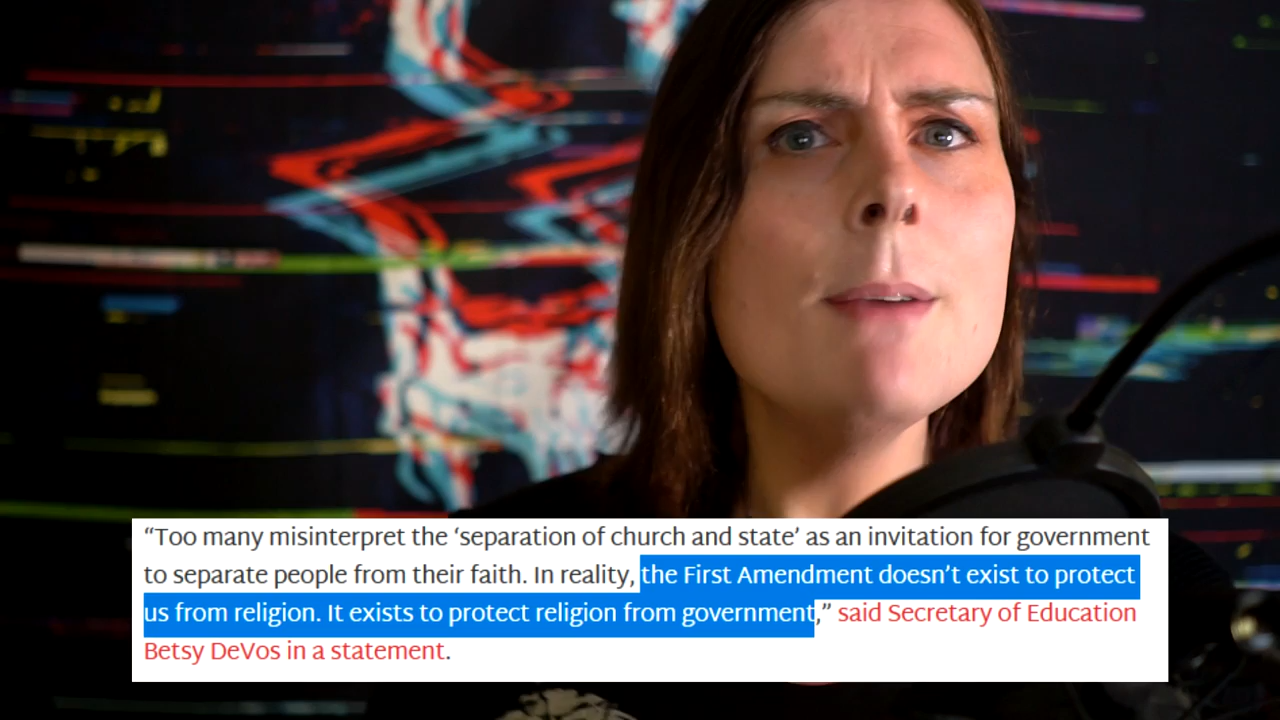 “Too many misinterpret the ‘separation of church and state’ as an invitation for government
to separate people from their faith. In reality, the First Amendment doesn’t exist to protect
us from religion. It exists to protect religion from government,” said Secretary of Education
Betsy DeVos in a statement.